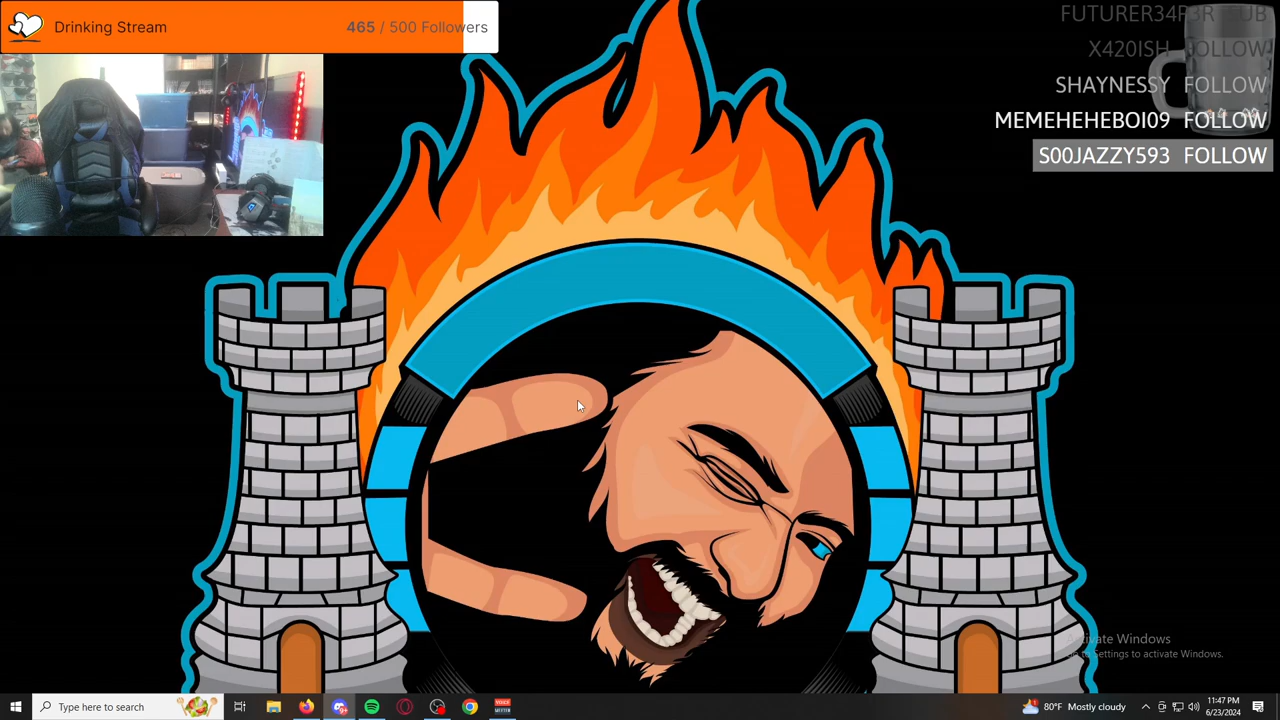 Drinking Stream 465 / 500 Followers
X420ISH FOLLOW
SHAYNESSY FOLLOW
MEMEHEHEBOI09 FOLLOW
S00JAZZY593 FOLLOW
Activate Windows
Go to Settings to activate Windows.
Type here to search
80°F Mostly cloudy
11:47 PM
6/23/2024